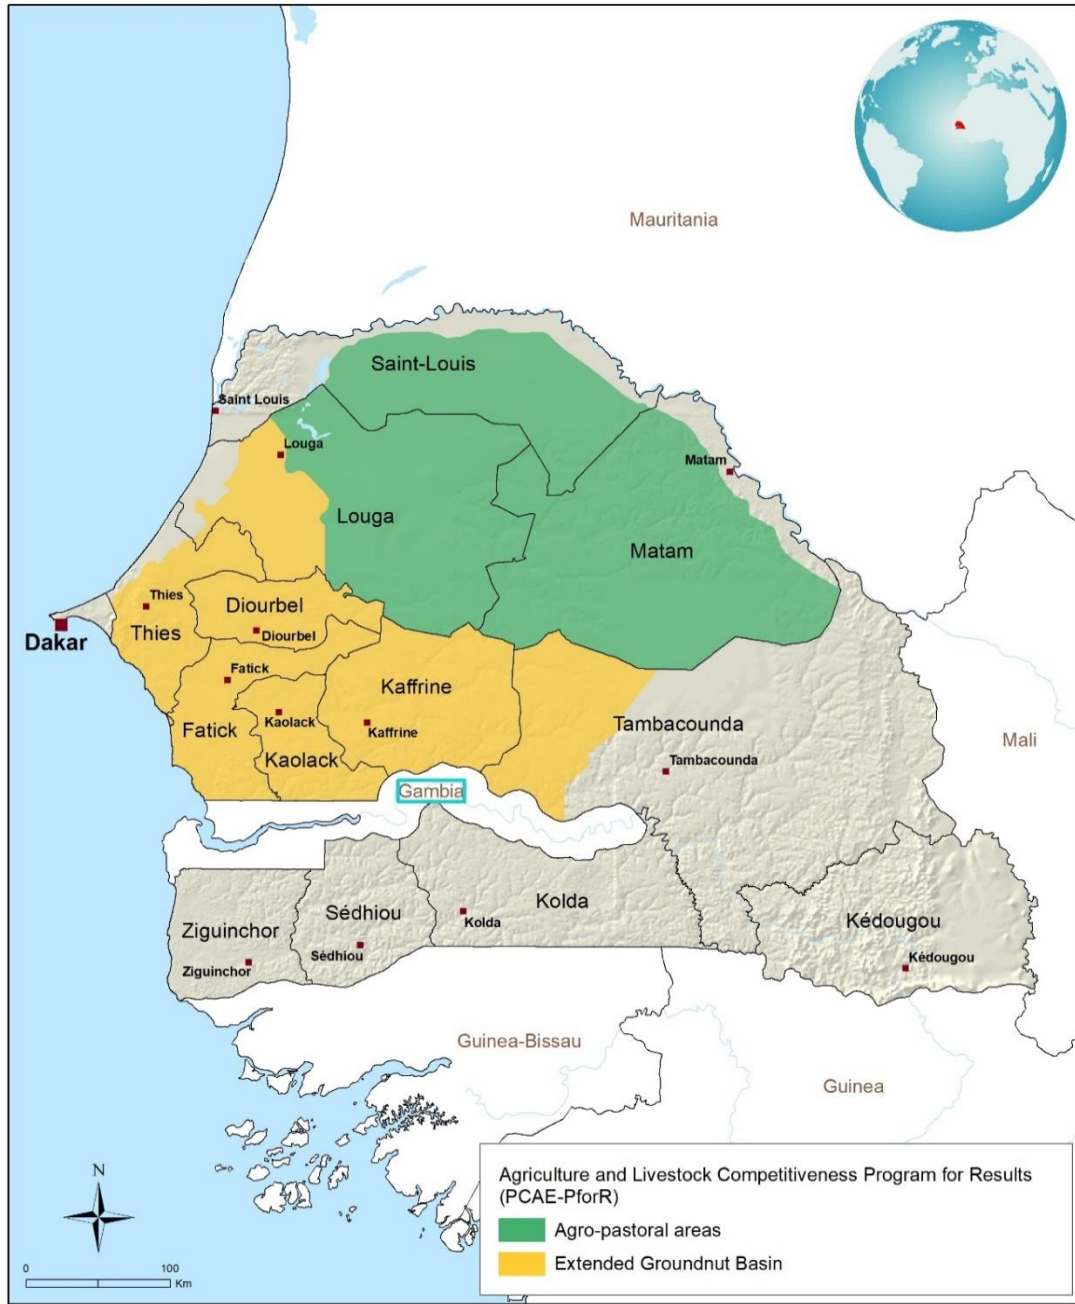 Mauritania
Saint-Louis
Saint Louis
Louga
Matam
Louga
Matam
Thies
Diourbel
Diourbel
Thies
Dakar
Fatick
Kaffrine
Kaolack
Fatick
Kaffrine
Tambacounda
Mali
Kaolack
Tambacounda
Gambia
Kolda
Sédhiou
Kolda
Kédougou
Ziguinchor
Sédhiou
Kédougou
Ziguinchor
Guinea-Bissau
Guinea
N
0 100
Km
Agriculture and Livestock Competitiveness Program for Results
(PCAE-PforR)
Agro-pastoral areas
Extended Groundnut Basin